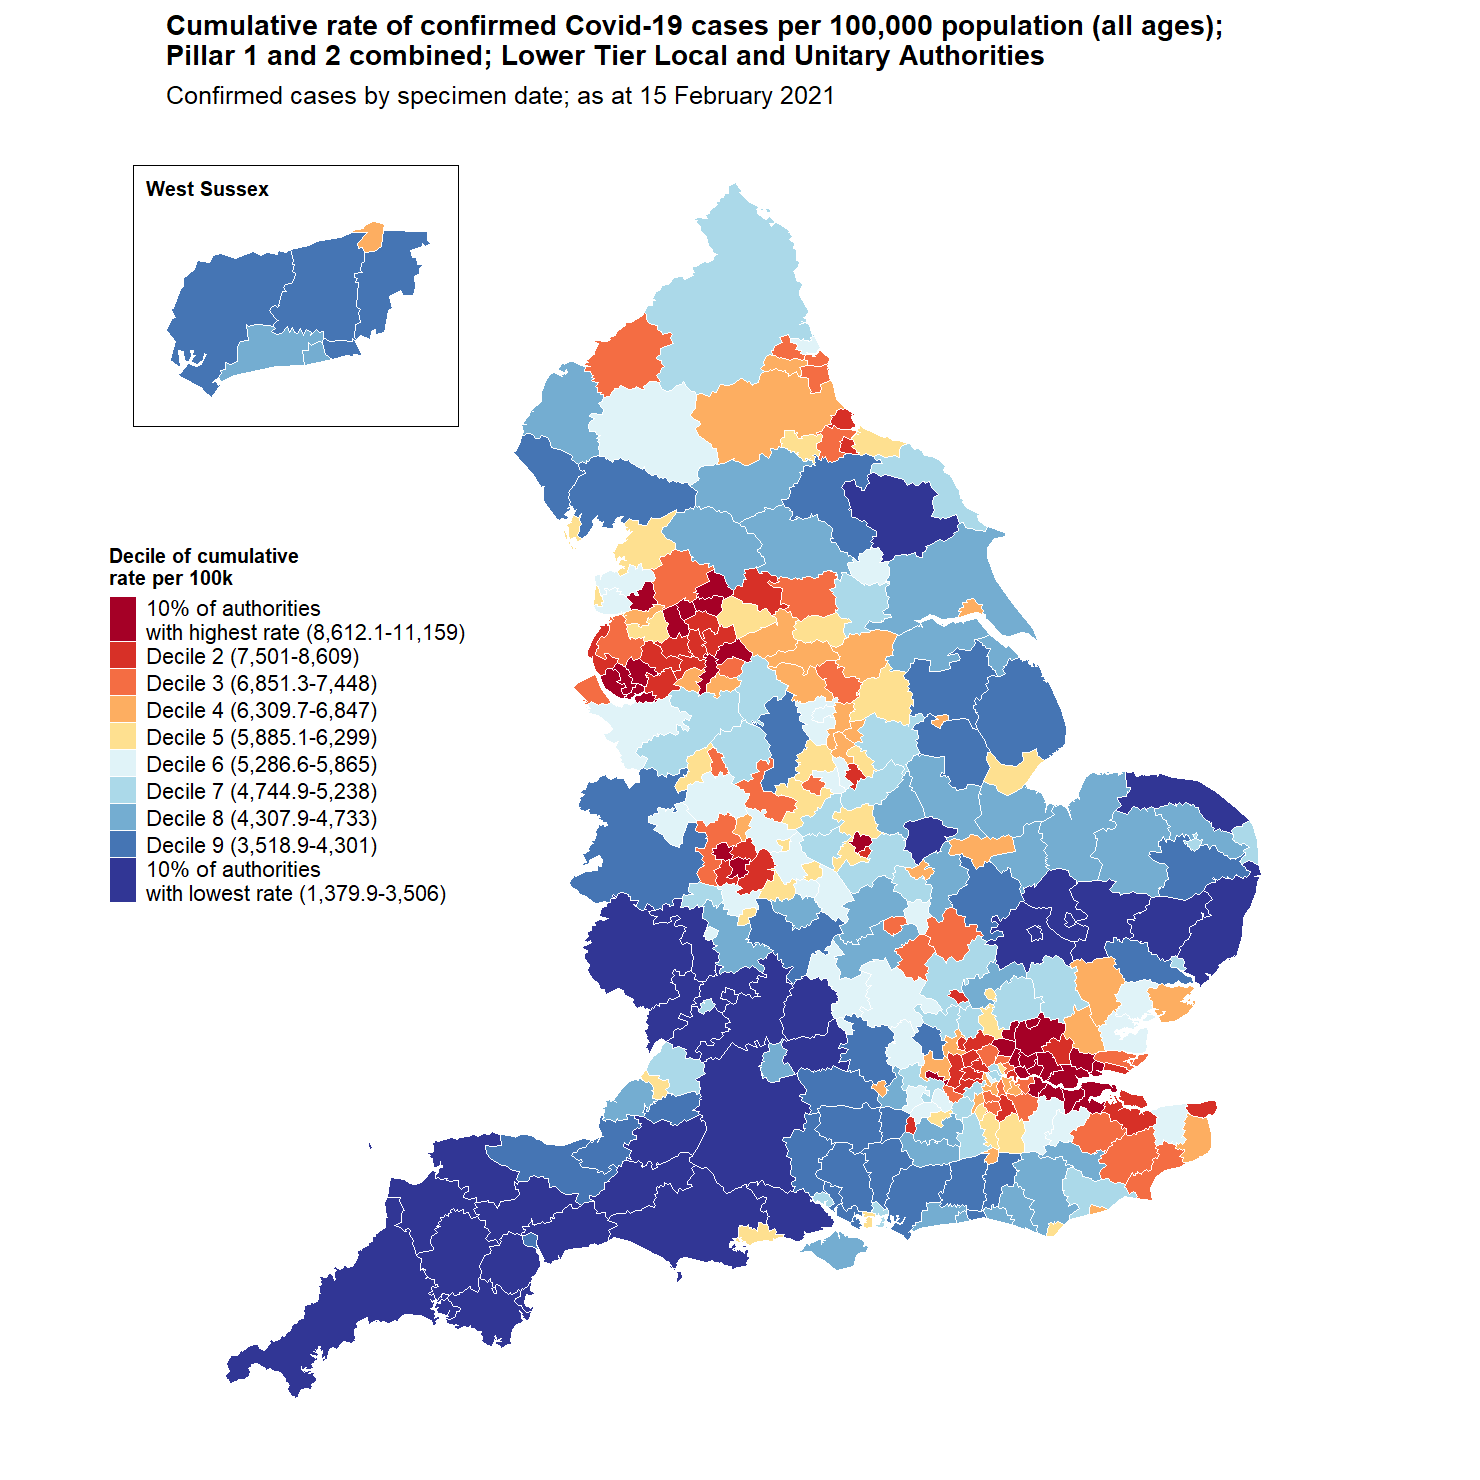 Cumulative rate of confirmed Covid-19 cases per 100,000 population (all ages);
Pillar 1 and 2 combined; Lower Tier Local and Unitary Authorities
Confirmed cases by specimen date; as at 15 February 2021
West Sussex
Decile of cumulative
rate per 100k
10% of authorities
with highest rate (8,612.1-11,159)
Decile 2 (7,501-8,609)
Decile 3 (6,851.3-7,448)
Decile 4 (6,309.7-6,847)
Decile 5 (5,885.1-6,299)
Decile 6 (5,286.6-5,865)
Decile 7 (4,744.9-5,238)
Decile 8 (4,307.9-4,733)
Decile 9 (3,518.9-4,301)
10% of authorities
with lowest rate (1,379.9-3,506)